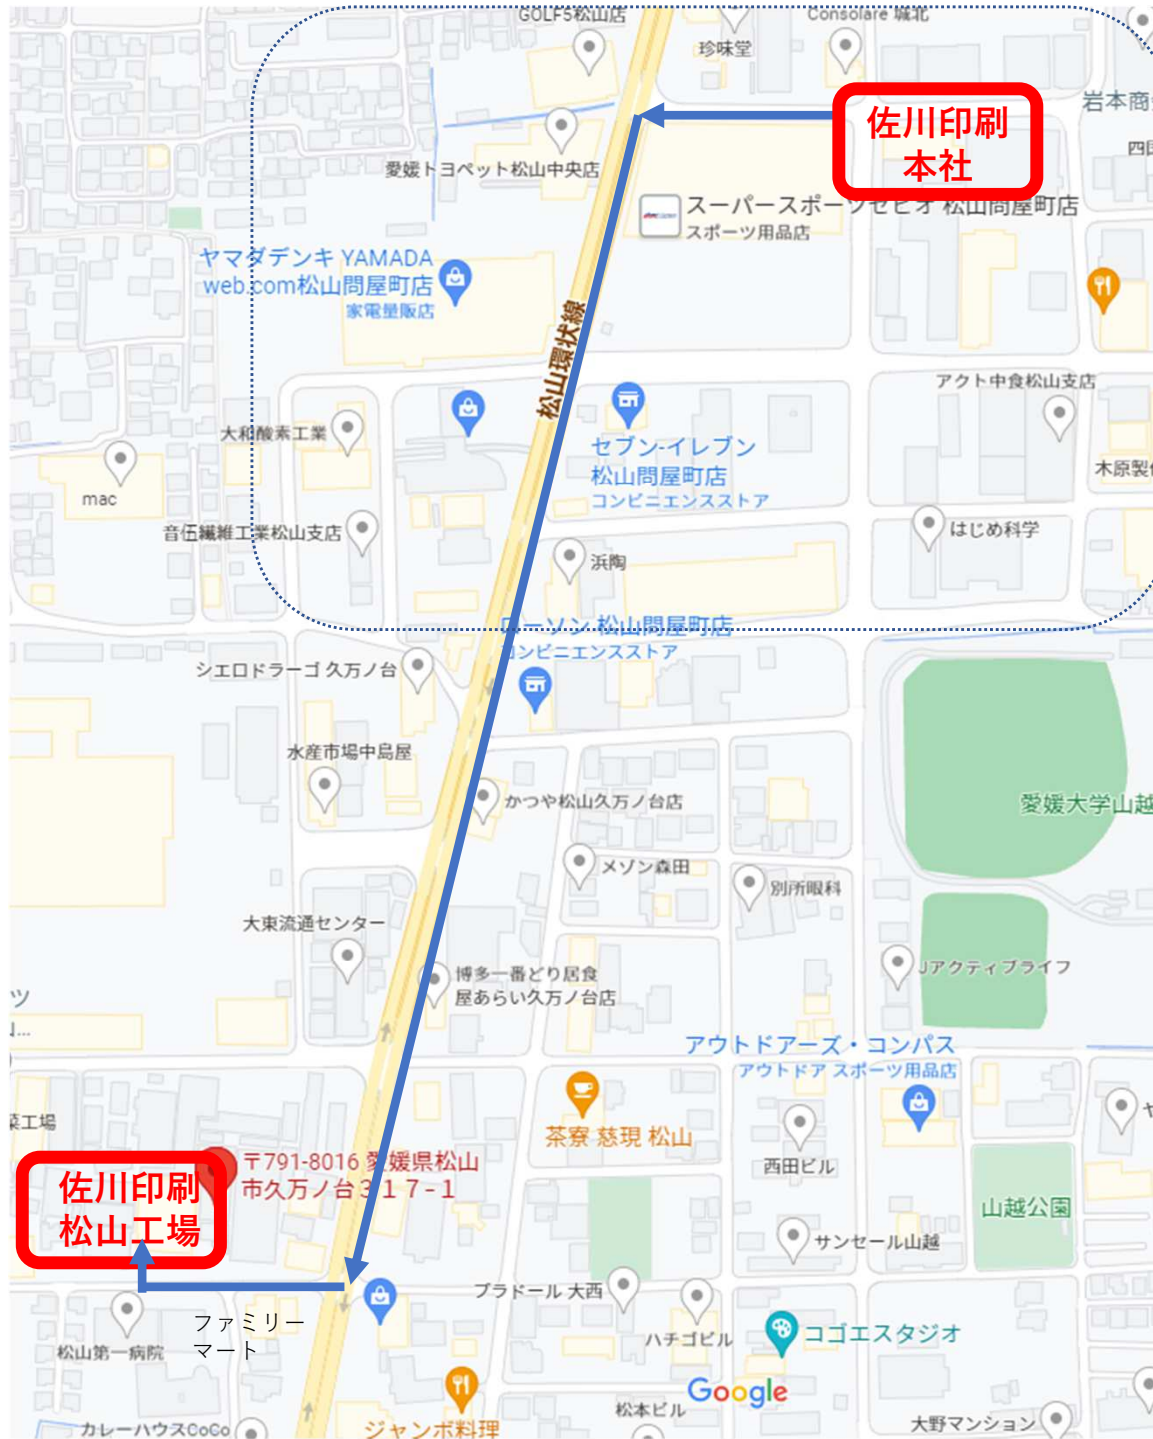 GOLF5松山店
Consolare 城北
珍味堂
岩本商
佐川印刷
本社
四国
愛媛トヨペット松山中央店
スーパースポーツゼビオ 松山問屋町店
スポーツ用品店
ヤマダデンキ YAMADA
web.com松山問屋町店
家電量販店
松山環状線
アクト中食松山支店
大和酸素工業
セブン-イレブン
松山問屋町店
コンビニエンスストア
木原製作
mac
音伍繊維工業松山支店
はじめ科学
浜陶
ローソン 松山問屋町店
コンビニエンスストア
シエロドラーゴ 久万ノ台
水産市場中島屋
かつや松山久万ノ台店
愛媛大学山越
メゾン森田
別所眼科
大東流通センター
Jアクティブライフ
博多一番どり居食
屋あらい久万ノ台店
ツ
アウトドアーズ・コンパス
アウトドア スポーツ用品店
菜工場
茶寮 慈現 松山
西田ビル
ヤ
〒791-8016 愛媛県松山
市久万ノ台317-1
佐川印刷
松山工場
山越公園
サンセール山越
プラドール 大西
ファミリー
マート
松山第一病院
ハチゴビル
コゴエスタジオ
Google
松本ビル
大野マンション
カレーハウスCoCo
ジャンボ料理